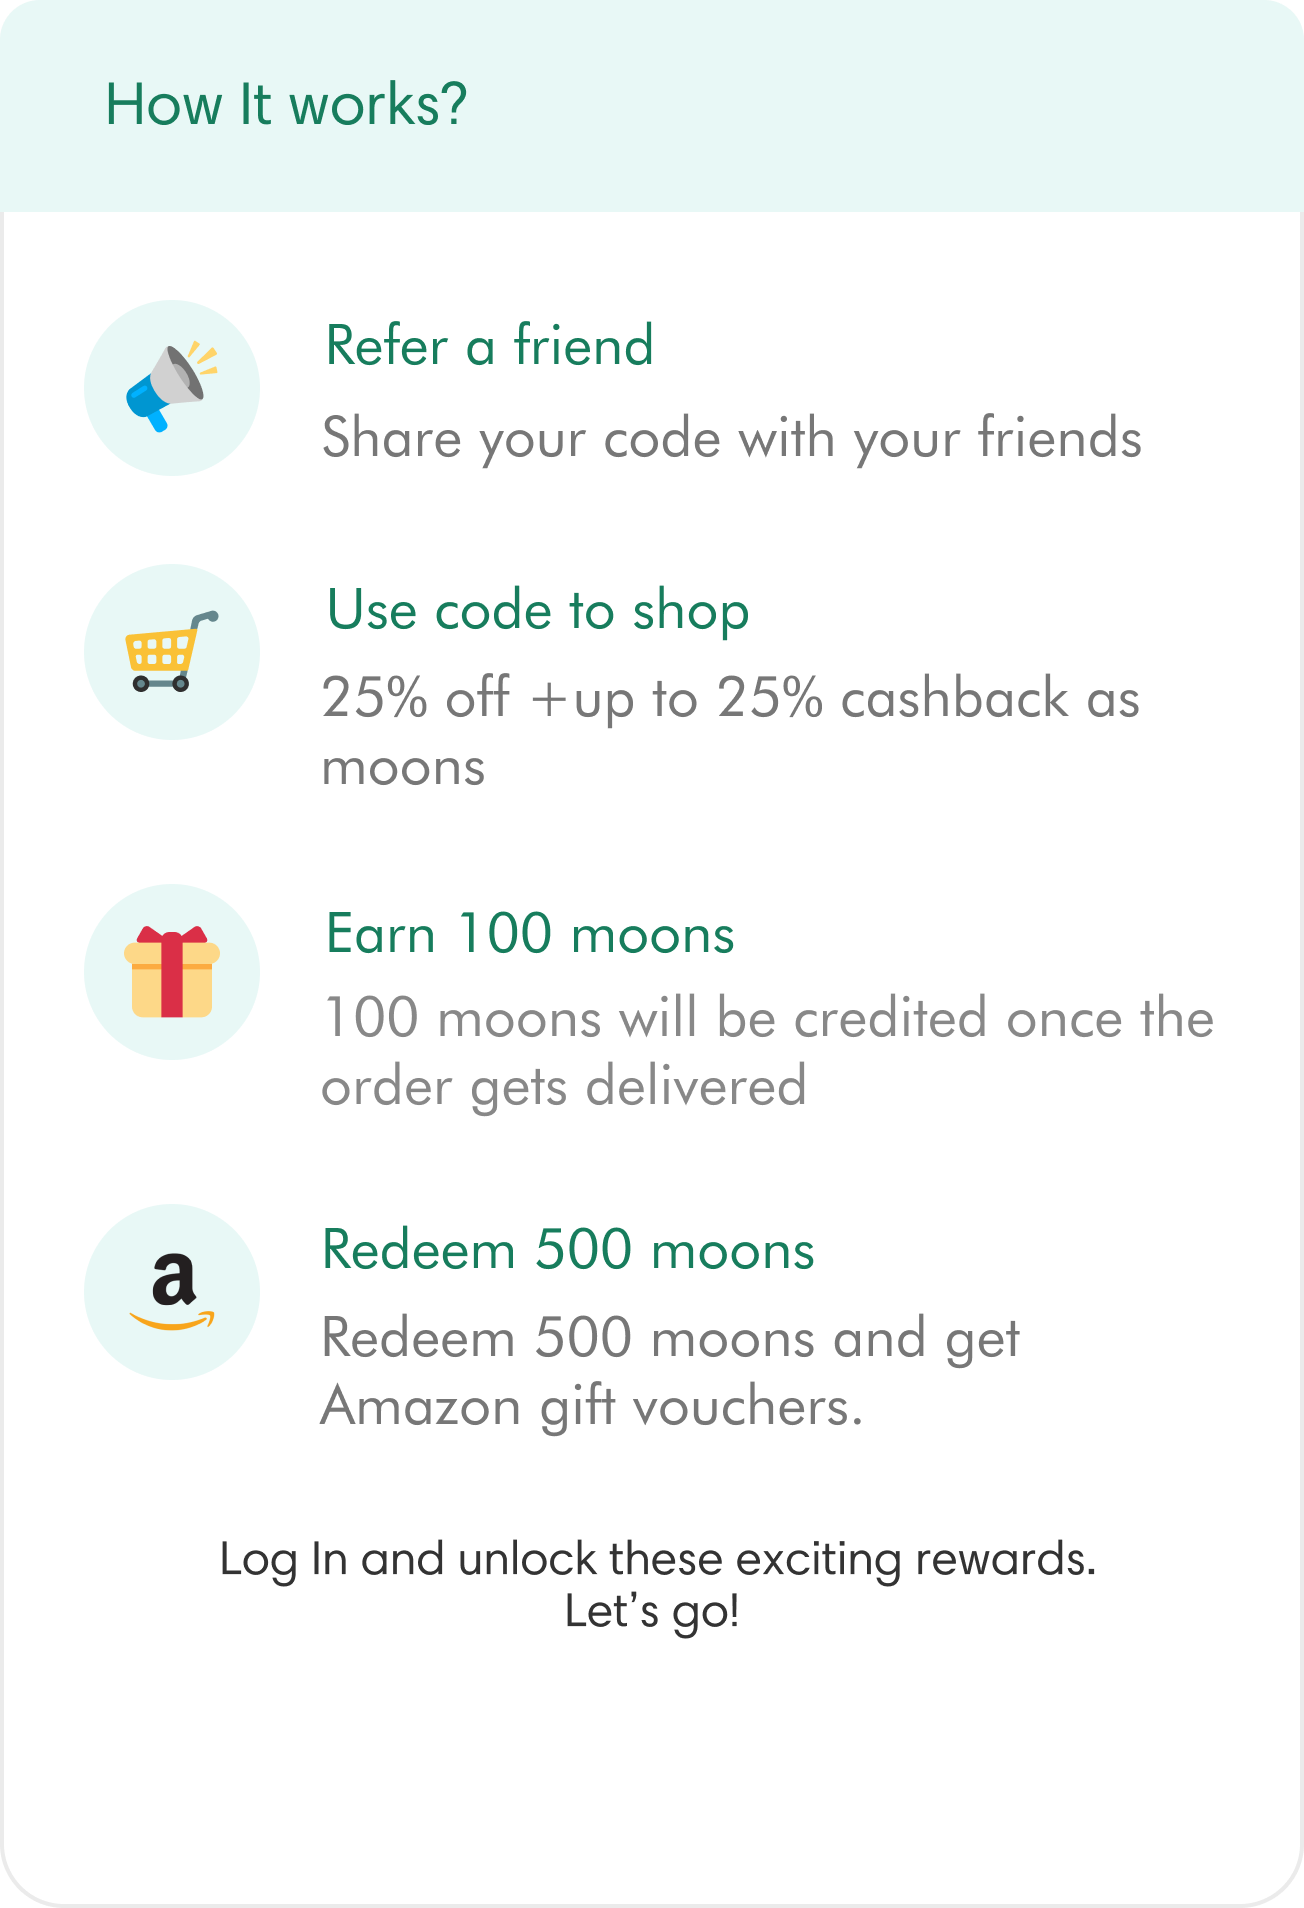 How It works?
Refer a friend
Share your code with your friends
Use code to shop
25% off +up to 25% cashback as
moons
Earn 100 moons
100 moons will be credited once the
order gets delivered
a
Redeem 500 moons
Redeem 500 moons and get
Amazon gift vouchers.
Log In and unlock these exciting rewards.
Let’s go!